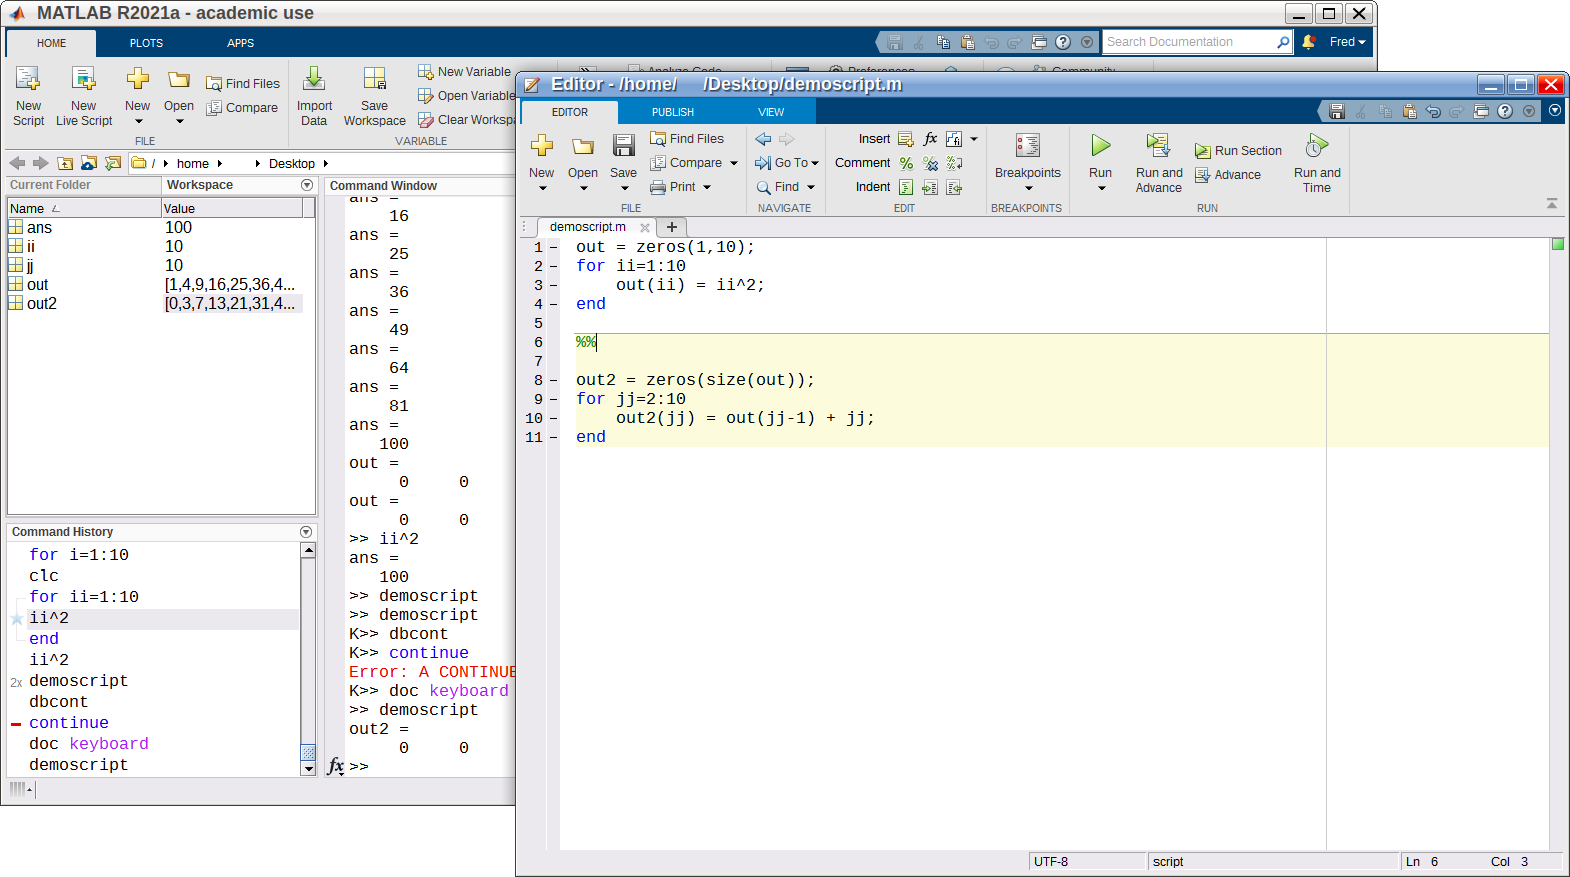 MATLAB R2021a - academic use
HOME
PLOTS
APPS
Search Documentation
Fred
New Script
New Live Script
New
Open
Find Files
Compare
Import Data
Save Workspace
New Variable
Open Variable
Clear Workspa
FILE
VARIABLE
/
home
Desktop
Current Folder
Workspace
Name
Value
ans 100
ii 10
jj 10
out [1,4,9,16,25,36,4...
out2 [0,3,7,13,21,31,4...
Command History
for i=1:10
clc
for ii=1:10
ii^2
end
ii^2
2x demoscript
dbcont
continue
doc keyboard
demoscript
Command Window
ans =
16
ans =
25
ans =
36
ans =
49
ans =
64
ans =
81
ans =
100
out =
0 0
out =
0 0
>> ii^2
ans =
100
>> demoscript
>> demoscript
K>> dbcont
K>> continue
Error: A CONTINUE
K>> doc keyboard
>> demoscript
out2 =
0 0
fx >>
Editor - /home/ /Desktop/demoscript.m
EDITOR
PUBLISH
VIEW
New
Open
Save
Find Files
Compare
Print
Go To
Find
Insert fx
Comment
Indent
Breakpoints
Run
Run and Advance
Run Section
Advance
Run and Time
FILE
NAVIGATE
EDIT
BREAKPOINTS
RUN
demoscript.m
1 – out = zeros(1,10);
2 – for ii=1:10
3 – out(ii) = ii^2;
4 – end
5
6 %%
7
8 – out2 = zeros(size(out));
9 – for jj=2:10
10 – out2(jj) = out(jj-1) + jj;
11 – end
UTF-8
script
Ln 6 Col 3